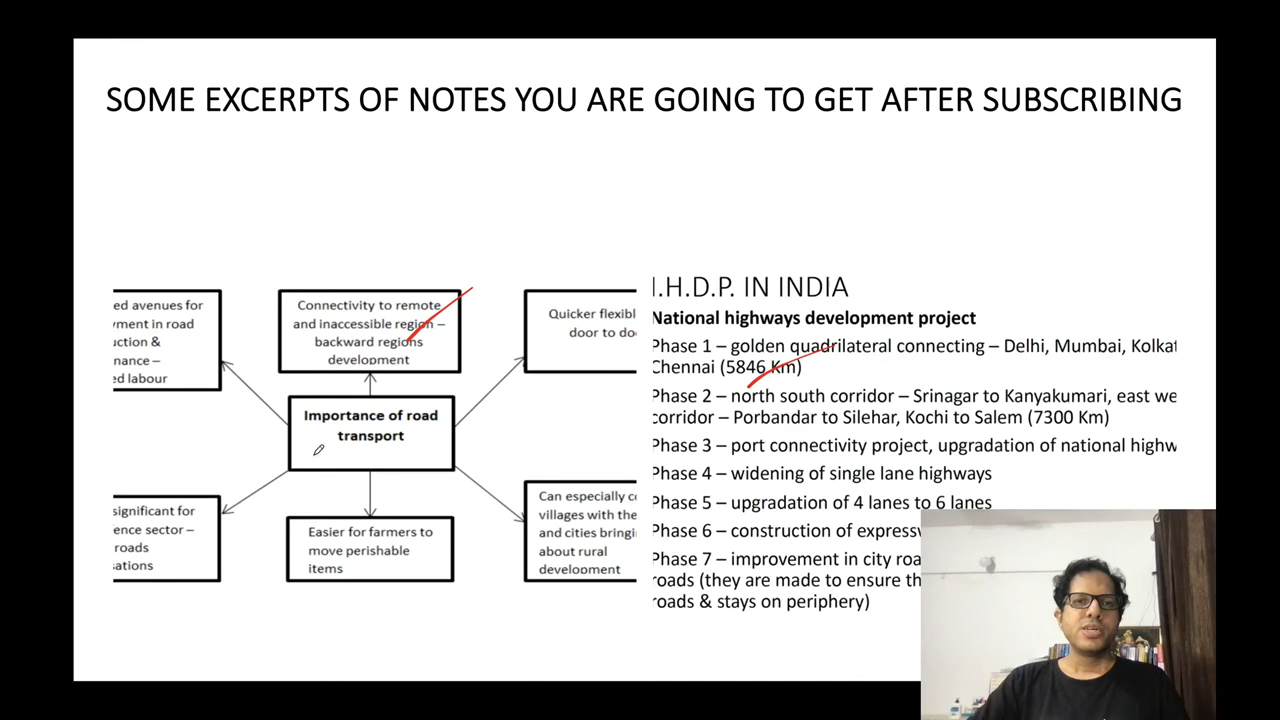 SOME EXCERPTS OF NOTES YOU ARE GOING TO GET AFTER SUBSCRIBING
ed avenues for
ment in road
uction &
nance –
ed labour
Connectivity to remote
and inaccessible region –
backward regions
development
Quicker flexibl
door to do
Importance of road
transport
significant for
ence sector –
roads
sations
Easier for farmers to
move perishable
items
Can especially co
villages with the
and cities bringi
about rural
development
.H.D.P. IN INDIA
National highways development project
Phase 1 – golden quadrilateral connecting – Delhi, Mumbai, Kolkat
Chennai (5846 Km)
Phase 2 – north south corridor – Srinagar to Kanyakumari, east we
corridor – Porbandar to Silehar, Kochi to Salem (7300 Km)
Phase 3 – port connectivity project, upgradation of national highw
Phase 4 – widening of single lane highways
Phase 5 – upgradation of 4 lanes to 6 lanes
Phase 6 – construction of expressw
Phase 7 – improvement in city roa
roads (they are made to ensure th
roads & stays on periphery)